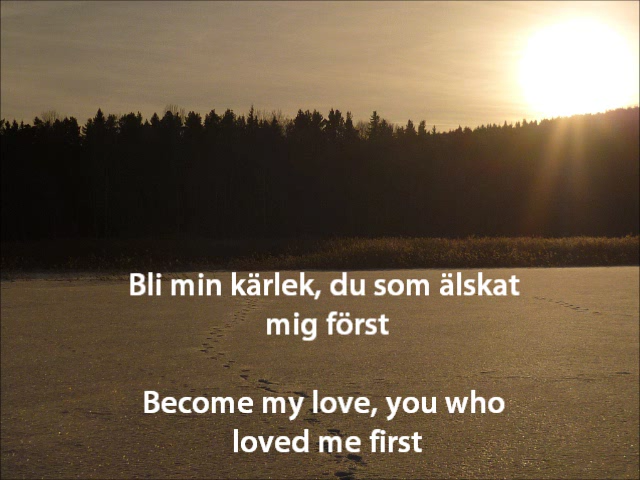 Bli min kärlek, du som älskat
mig först
Become my love, you who
loved me first